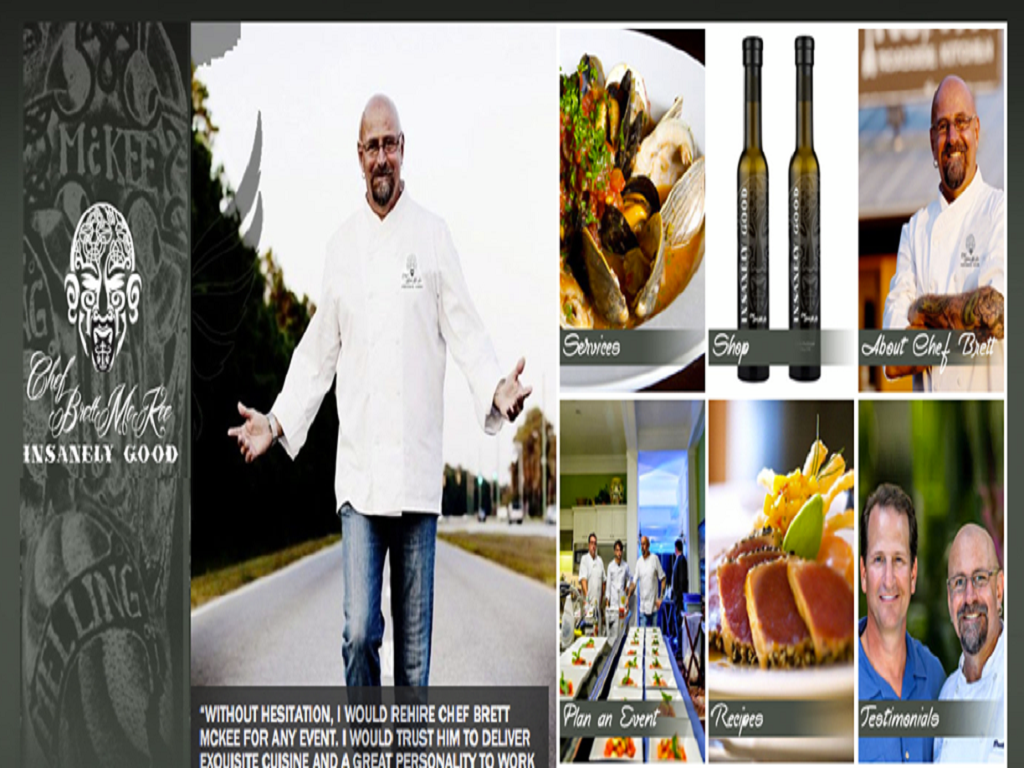 McKEE
Chef
Brett McKee
INSANELY GOOD
"WITHOUT HESITATION, I WOULD REHIRE CHEF BRETT
MCKEE FOR ANY EVENT. I WOULD TRUST HIM TO DELIVER
EXQUISITE CUISINE AND A GREAT PERSONALITY TO WORK
INSANELY GOOD
INSANELY GOOD
Services
Shop
About Chef Brett
Plan an Event
Recipes
Testimonials